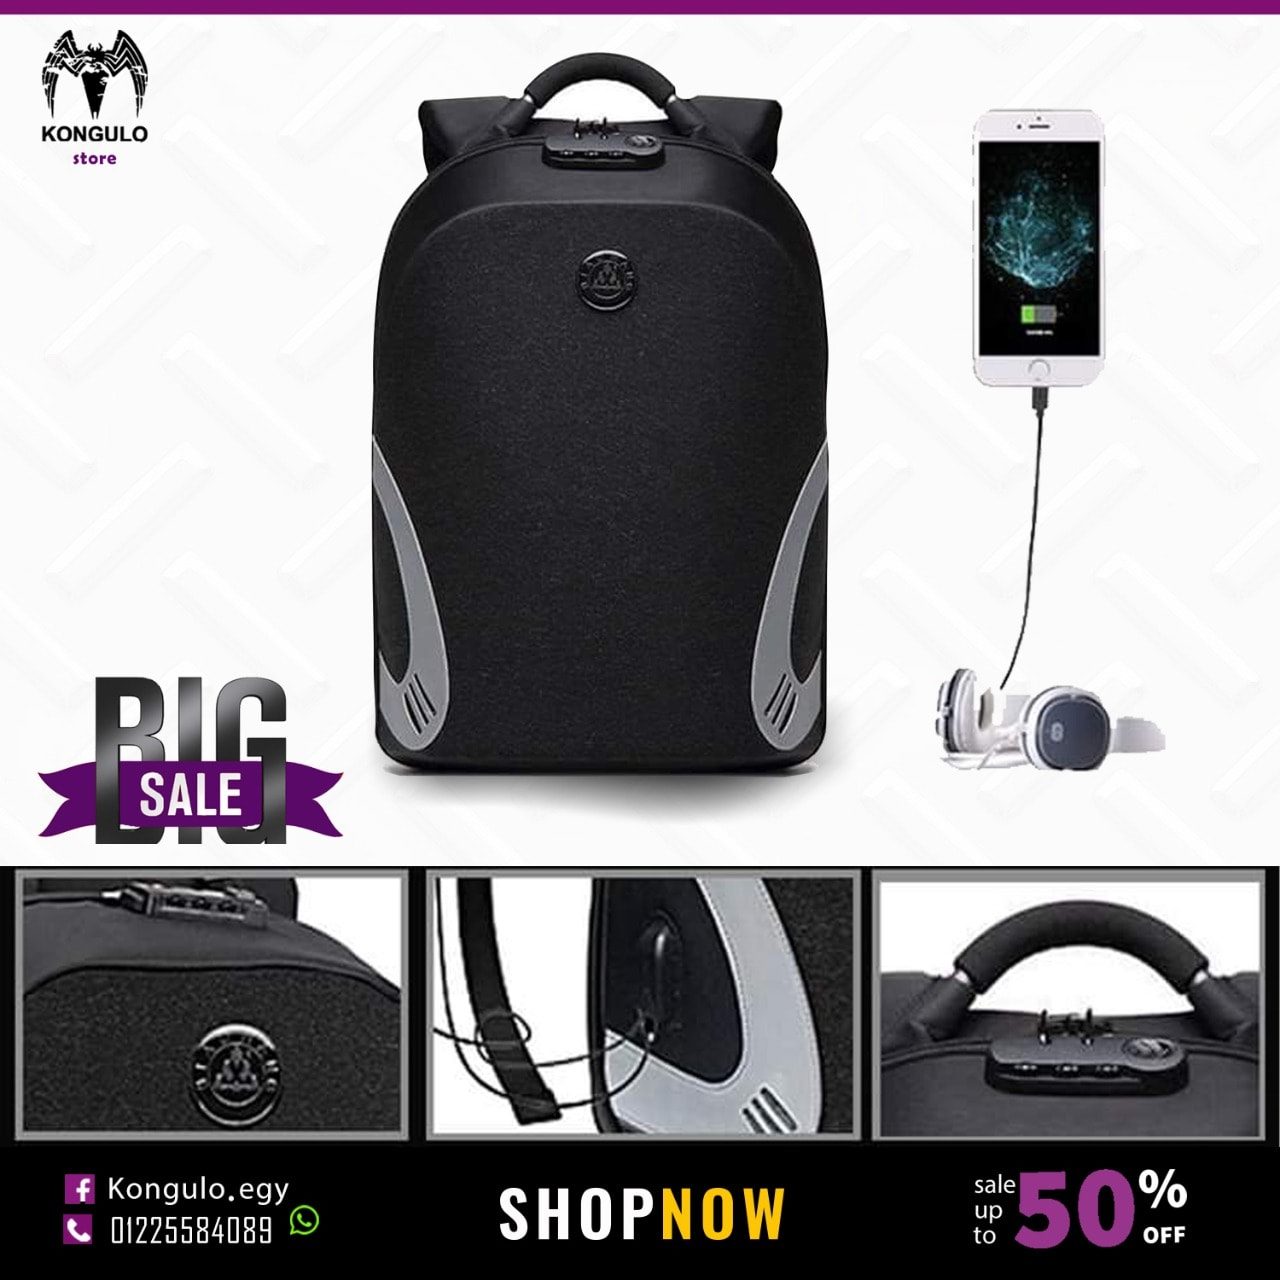 KONGULO
store
BIG
SALE
Kongulo.egy
01225584089
SHOPNOW
sale
up
to
50%
OFF